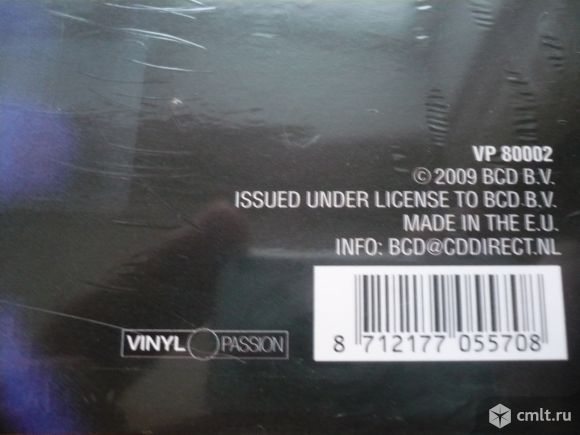 VP 80002
© 2009 BCD B.V.
ISSUED UNDER LICENSE TO BCD B.V.
MADE IN THE E.U.
INFO: BCD@CDDIRECT.NL
8 712177 055708
VINYL PASSION
cmlt.ru